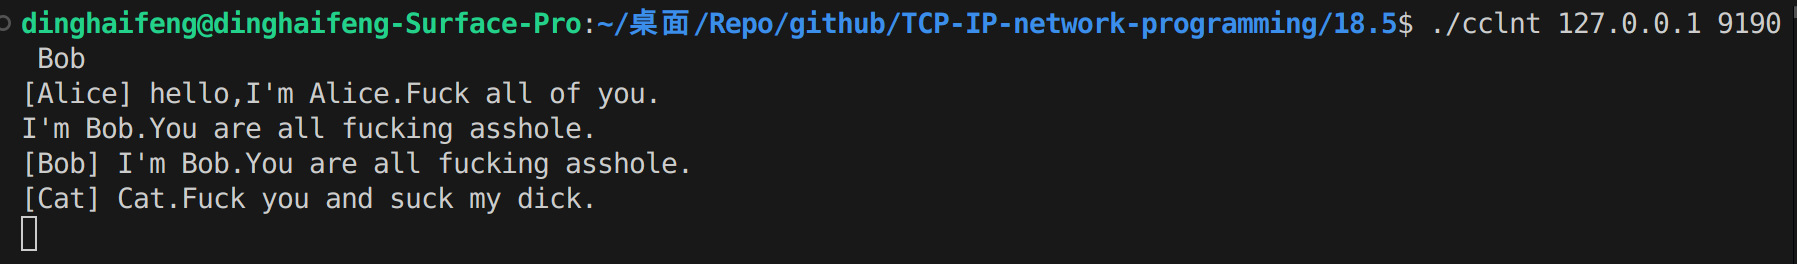 dinghaifeng@dinghaifeng-Surface-Pro:~/桌面/Repo/github/TCP-IP-network-programming/18.5$ ./cclnt 127.0.0.1 9190
 Bob
[Alice] hello,I'm Alice.Fuck all of you.
I'm Bob.You are all fucking asshole.
[Bob] I'm Bob.You are all fucking asshole.
[Cat] Cat.Fuck you and suck my dick.